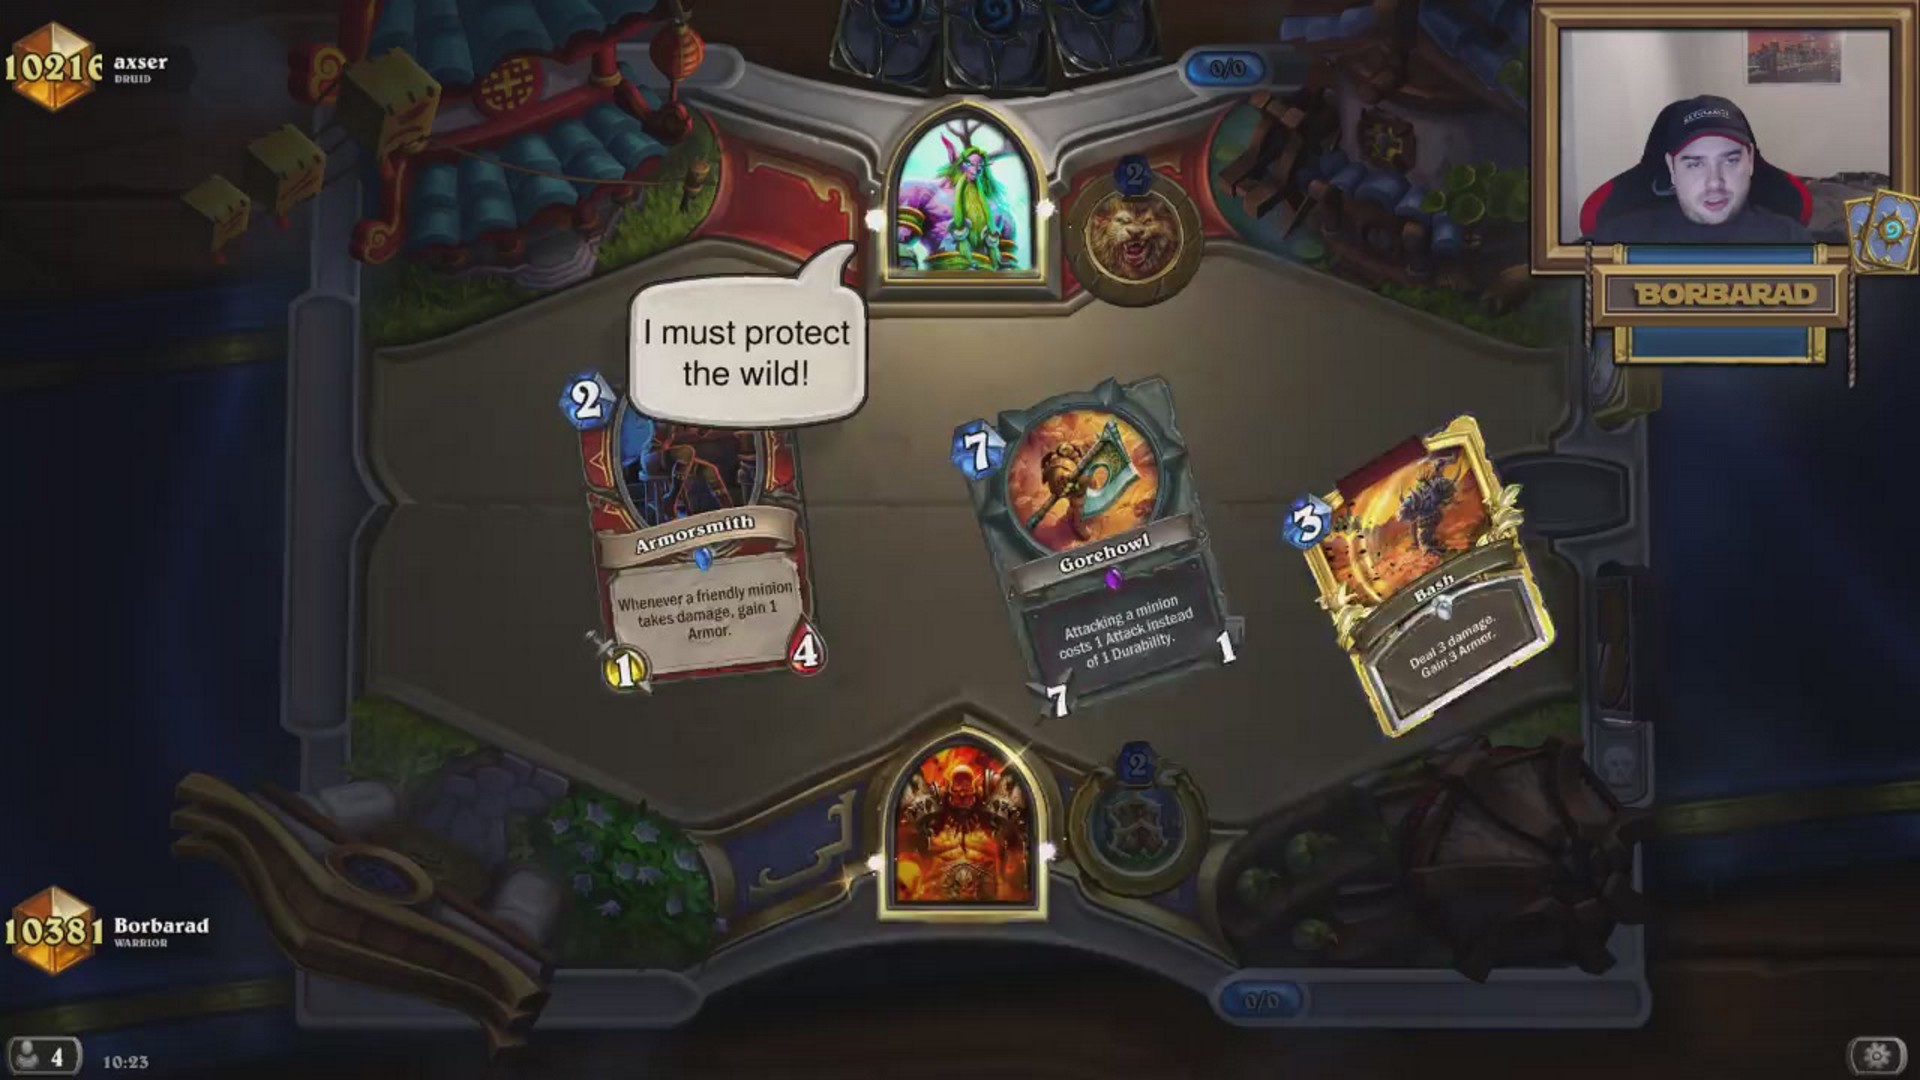 10216
axser
DRUID
0/0
2
BORBARAD
I must protect
the wild!
2
Armorsmith
Whenever a friendly minion
takes damage, gain 1
Armor.
1
4
7
Gorehowl
Attacking a minion
costs 1 Attack instead
of 1 Durability.
7
1
3
Bash
Deal 3 damage.
Gain 3 Armor.
2
10381
Borbarad
WARRIOR
0/0
4
10:23